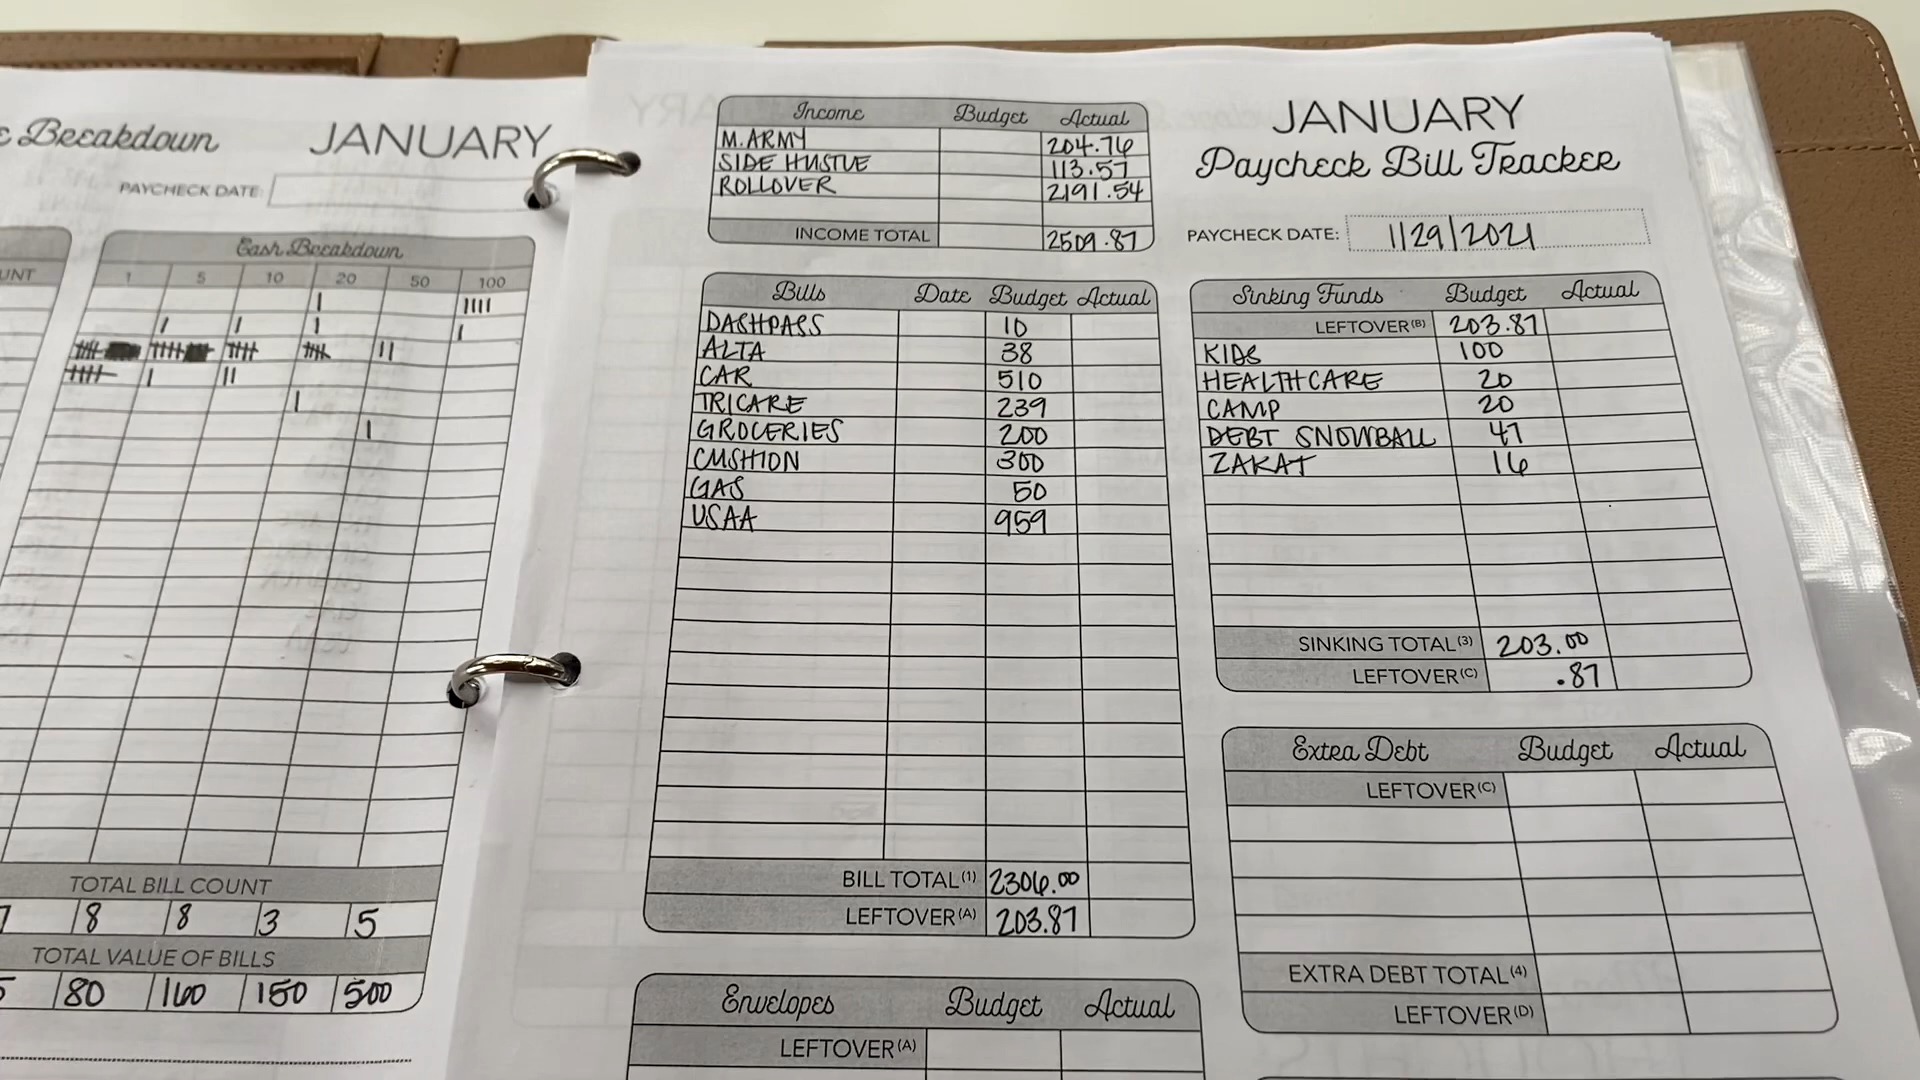 Breakdown JANUARY
PAYCHECK DATE:
Cash Breakdown
1 5 10 20 50 100
TOTAL BILL COUNT
8 8 3 5
TOTAL VALUE OF BILLS
80 160 150 500
JANUARY
Paycheck Bill Tracker
PAYCHECK DATE: 1/29/2021
Income Budget Actual
M. ARMY 204.76
SIDE HUSTLE 113.57
ROLLOVER 2191.54
INCOME TOTAL 2509.87
Bills Date Budget Actual
DASHPASS 10
ALTA 38
CAR 510
TRICARE 239
GROCERIES 200
CUSHION 300
GAS 50
USAA 959
BILL TOTAL (1) 2306.00
LEFTOVER (A) 203.87
Envelopes Budget Actual
LEFTOVER (A)
Sinking Funds Budget Actual
LEFTOVER (B) 203.87
KIDS 100
HEALTHCARE 20
CAMP 20
DEBT SNOWBALL 47
ZAKAT 16
SINKING TOTAL (3) 203.00
LEFTOVER (C) .87
Extra Debt Budget Actual
LEFTOVER (C)
EXTRA DEBT TOTAL (4)
LEFTOVER (D)